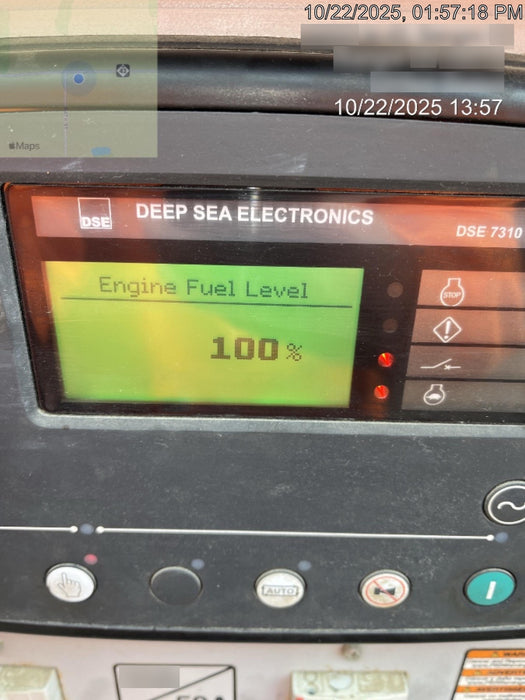 10/22/2025, 01:57:18 PM
10/22/2025 13:57
Maps
DSE
DEEP SEA ELECTRONICS
DSE 7310
Engine Fuel Level
100 %
STOP
AUTO